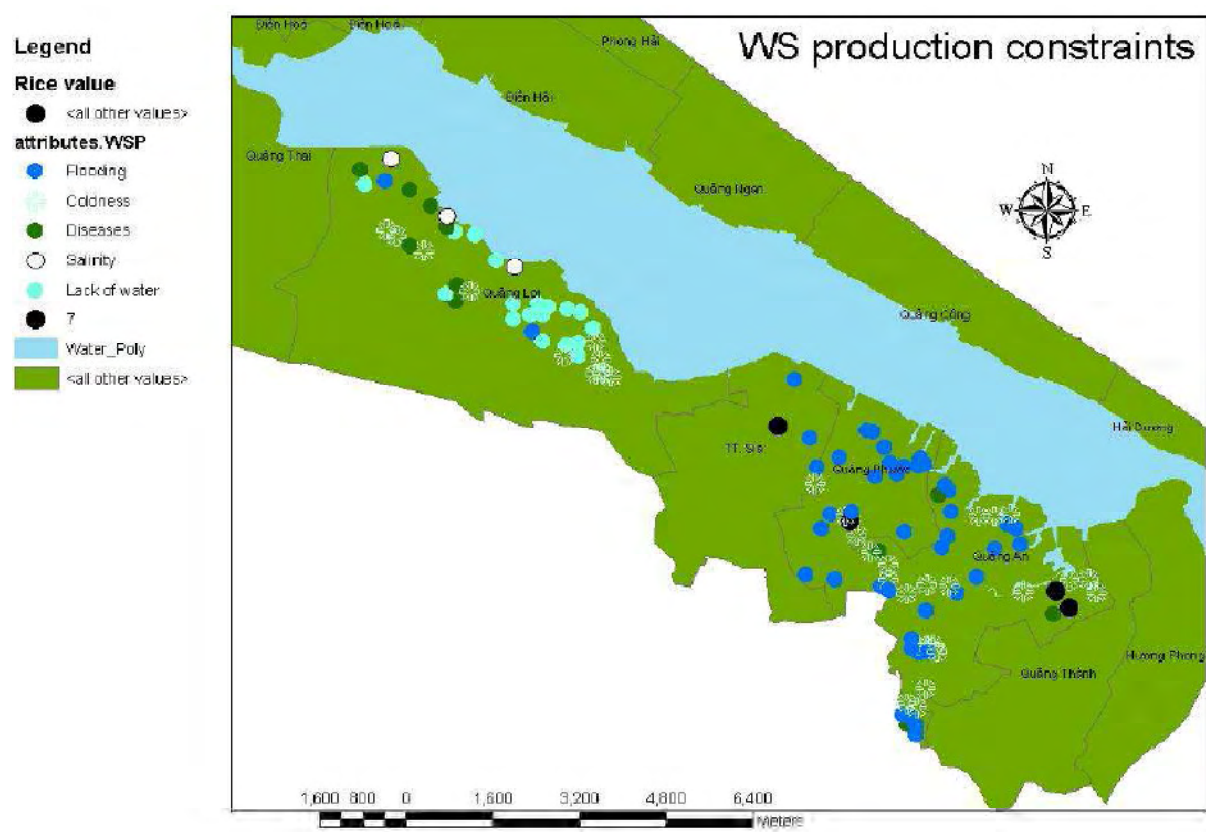 WS production constraints
Legend
Rice value
<all other values>
attributes.WSP
Flooding
Coldness
Diseases
Salinity
Lack of water
7
Water_Poly
<all other values>
Phong Hải
Điền Hải
Quảng Thái
Quảng Ngạn
Quảng Lợi
Quảng Công
Hải Dương
Quảng Phước
Quảng An
Quảng Thành
Hương Phong
N
W
E
S
1,600 800 0 1,600 3,200 4,800 6,400
Meters